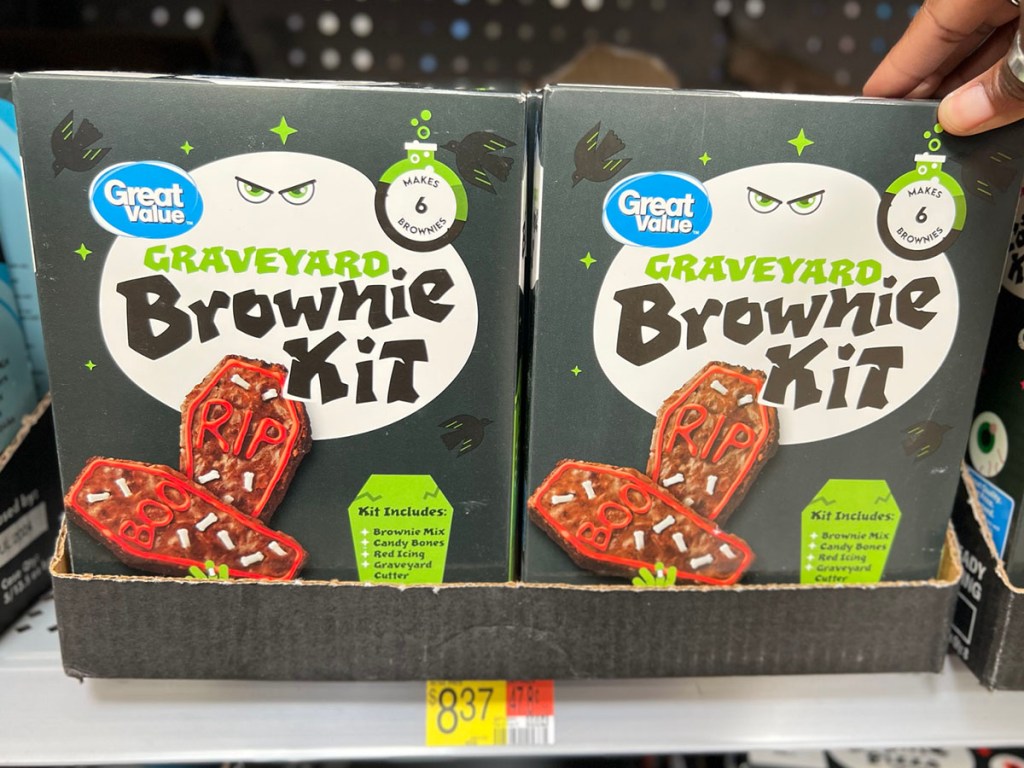 Great
Value
GRAVEYARD
Brownie
Kit
MAKES
6
BROWNIES
RIP
BOO
Kit Includes:
Brownie Mix
Candy Bones
Red Icing
Graveyard
Cutter
Great
Value
GRAVEYARD
Brownie
Kit
MAKES
6
BROWNIES
RIP
BOO
Kit Includes:
Brownie Mix
Candy Bones
Red Icing
Graveyard
Cutter
$8.37